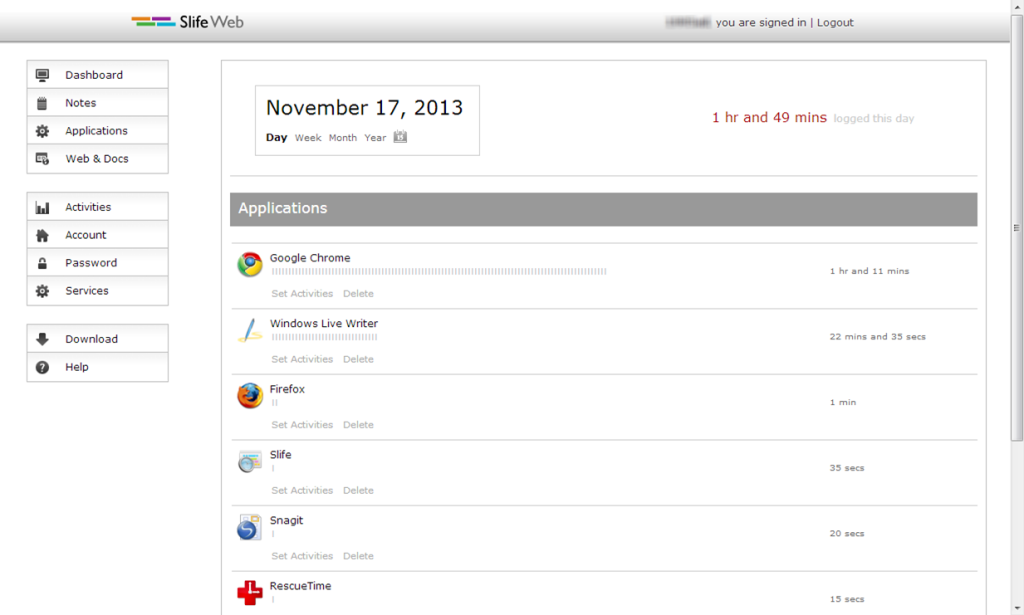 Slife Web
you are signed in | Logout
Dashboard
Notes
Applications
Web & Docs
Activities
Account
Password
Services
Download
Help
November 17, 2013
Day Week Month Year
1 hr and 49 mins logged this day
Applications
Google Chrome
1 hr and 11 mins
Set Activities Delete
Windows Live Writer
22 mins and 35 secs
Set Activities Delete
Firefox
1 min
Set Activities Delete
Slife
35 secs
Set Activities Delete
Snagit
20 secs
Set Activities Delete
RescueTime
15 secs